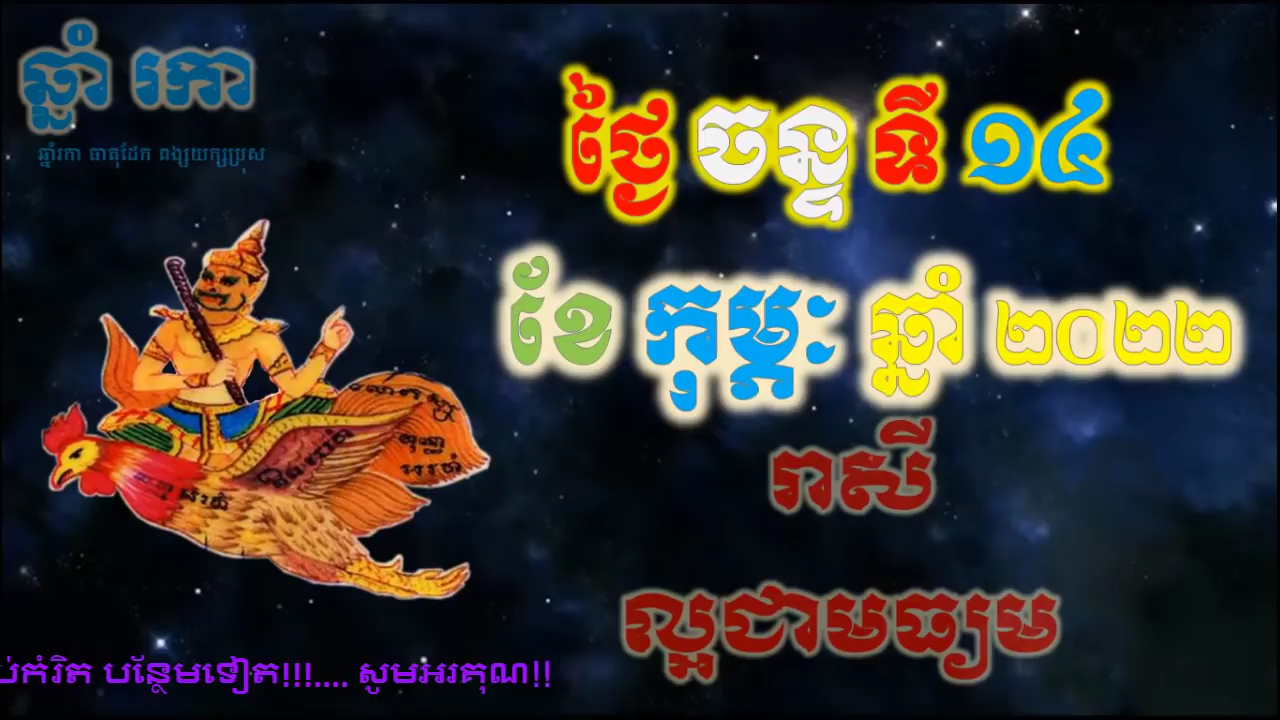 ឆ្នាំ រកា
ឆ្នាំរកា ធាតុដែក ពង្សយក្សប្រុស
ថ្ងៃ ចន្ទ ទី ១៤
ខែ កុម្ភៈ ឆ្នាំ ២០២២
រាសី
ល្អជាមធ្យម
បន្ថែមទៀត!!!.... សូមអរគុណ!!